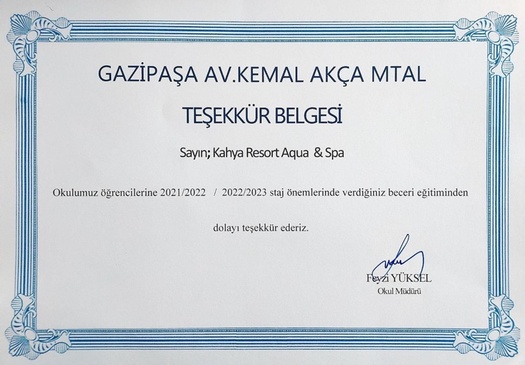 GAZİPAŞA AV.KEMAL AKÇA MTAL
TEŞEKKÜR BELGESİ
Sayın; Kahya Resort Aqua & Spa
Okulumuz öğrencilerine 2021/2022 / 2022/2023 staj önemlerinde verdiğiniz beceri eğitiminden
dolayı teşekkür ederiz.
Feyzi YÜKSEL
Okul Müdürü